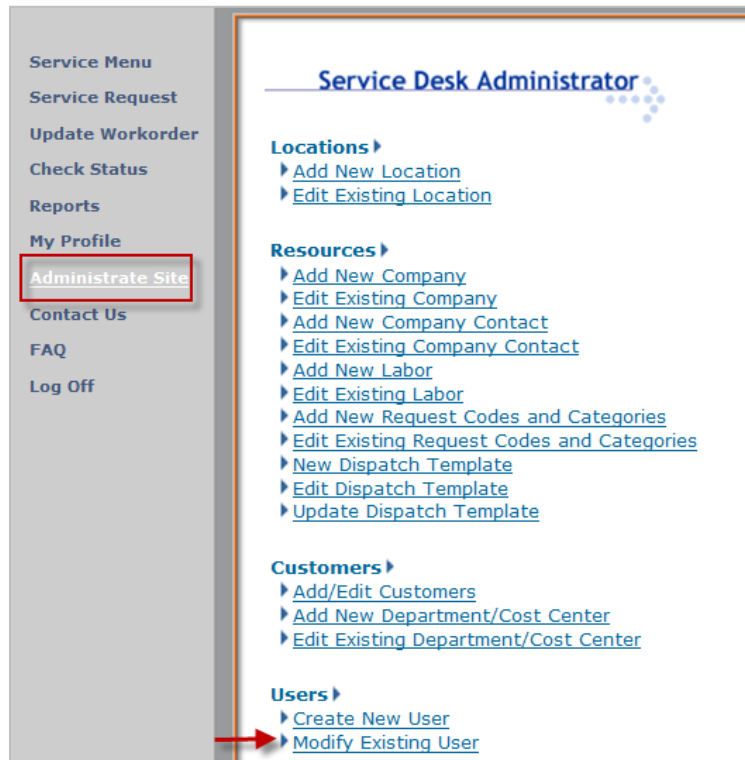 Service Menu
Service Request
Update Workorder
Check Status
Reports
My Profile
Administrate Site
Contact Us
FAQ
Log Off
Service Desk Administrator
Locations
Add New Location
Edit Existing Location
Resources
Add New Company
Edit Existing Company
Add New Company Contact
Edit Existing Company Contact
Add New Labor
Edit Existing Labor
Add New Request Codes and Categories
Edit Existing Request Codes and Categories
New Dispatch Template
Edit Dispatch Template
Update Dispatch Template
Customers
Add/Edit Customers
Add New Department/Cost Center
Edit Existing Department/Cost Center
Users
Create New User
Modify Existing User